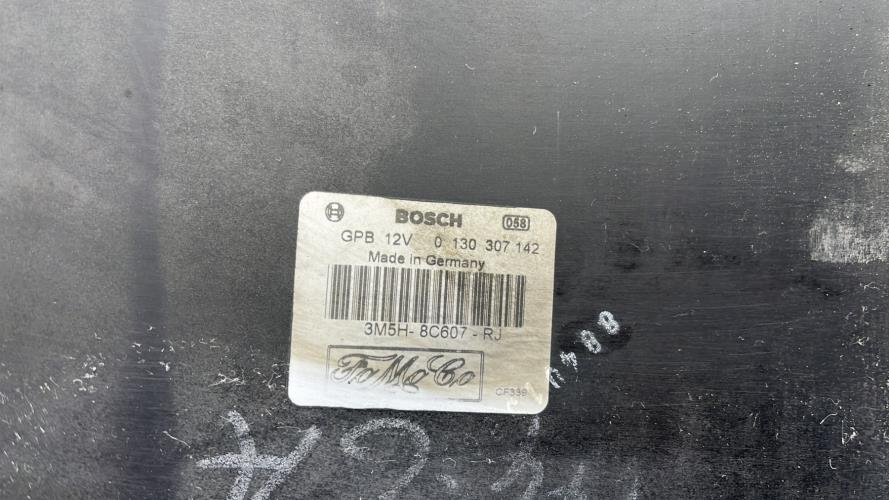 BOSCH 058
GPB 12V 0 130 307 142
Made in Germany
3M5H- 8C607 - RJ
FoMoCo
CF339